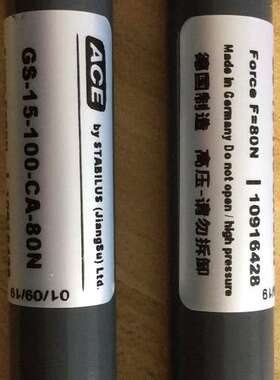 ACE
by STABILUS (JiangSu) Ltd.
GS-15-100-CA-80N
01/09/19
Force F=80N | 10916428
Made in Germany Do not open / high pressure
德国制造 高压-请勿拆卸